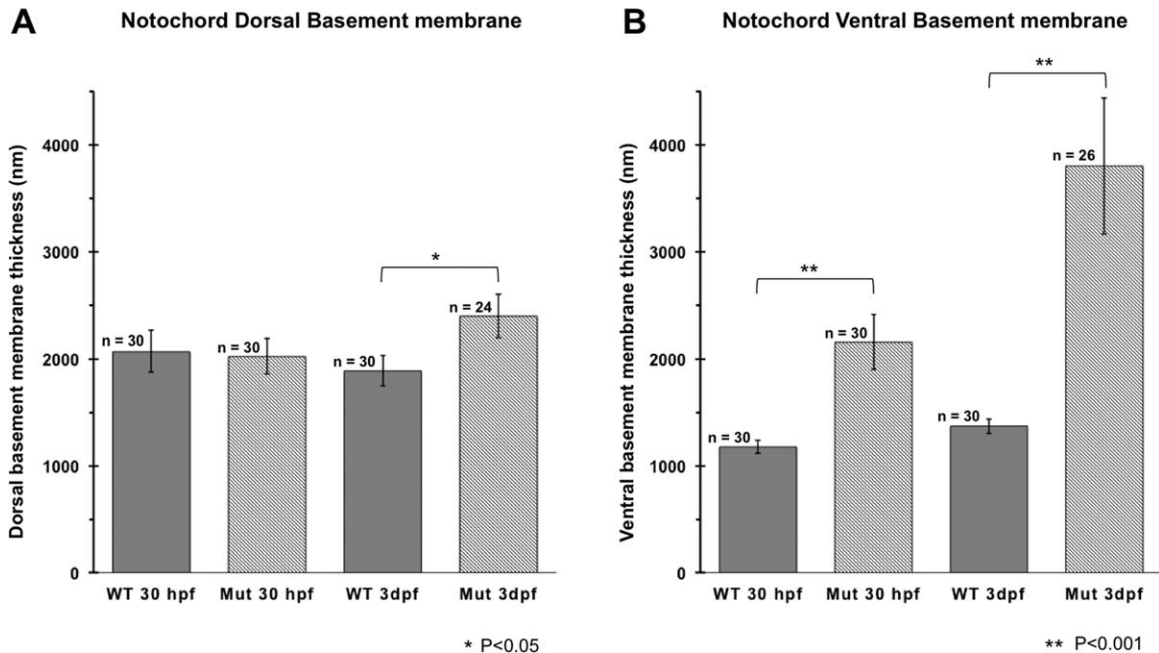 A
Notochord Dorsal Basement membrane
Dorsal basement membrane thickness (nm)
4000
3000
2000
1000
0
n = 30
n = 30
n = 30
*
n = 24
WT 30 hpf
Mut 30 hpf
WT 3dpf
Mut 3dpf
* P<0.05
B
Notochord Ventral Basement membrane
Ventral basement membrane thickness (nm)
4000
3000
2000
1000
0
n = 30
**
n = 30
n = 30
**
n = 26
WT 30 hpf
Mut 30 hpf
WT 3dpf
Mut 3dpf
** P<0.001